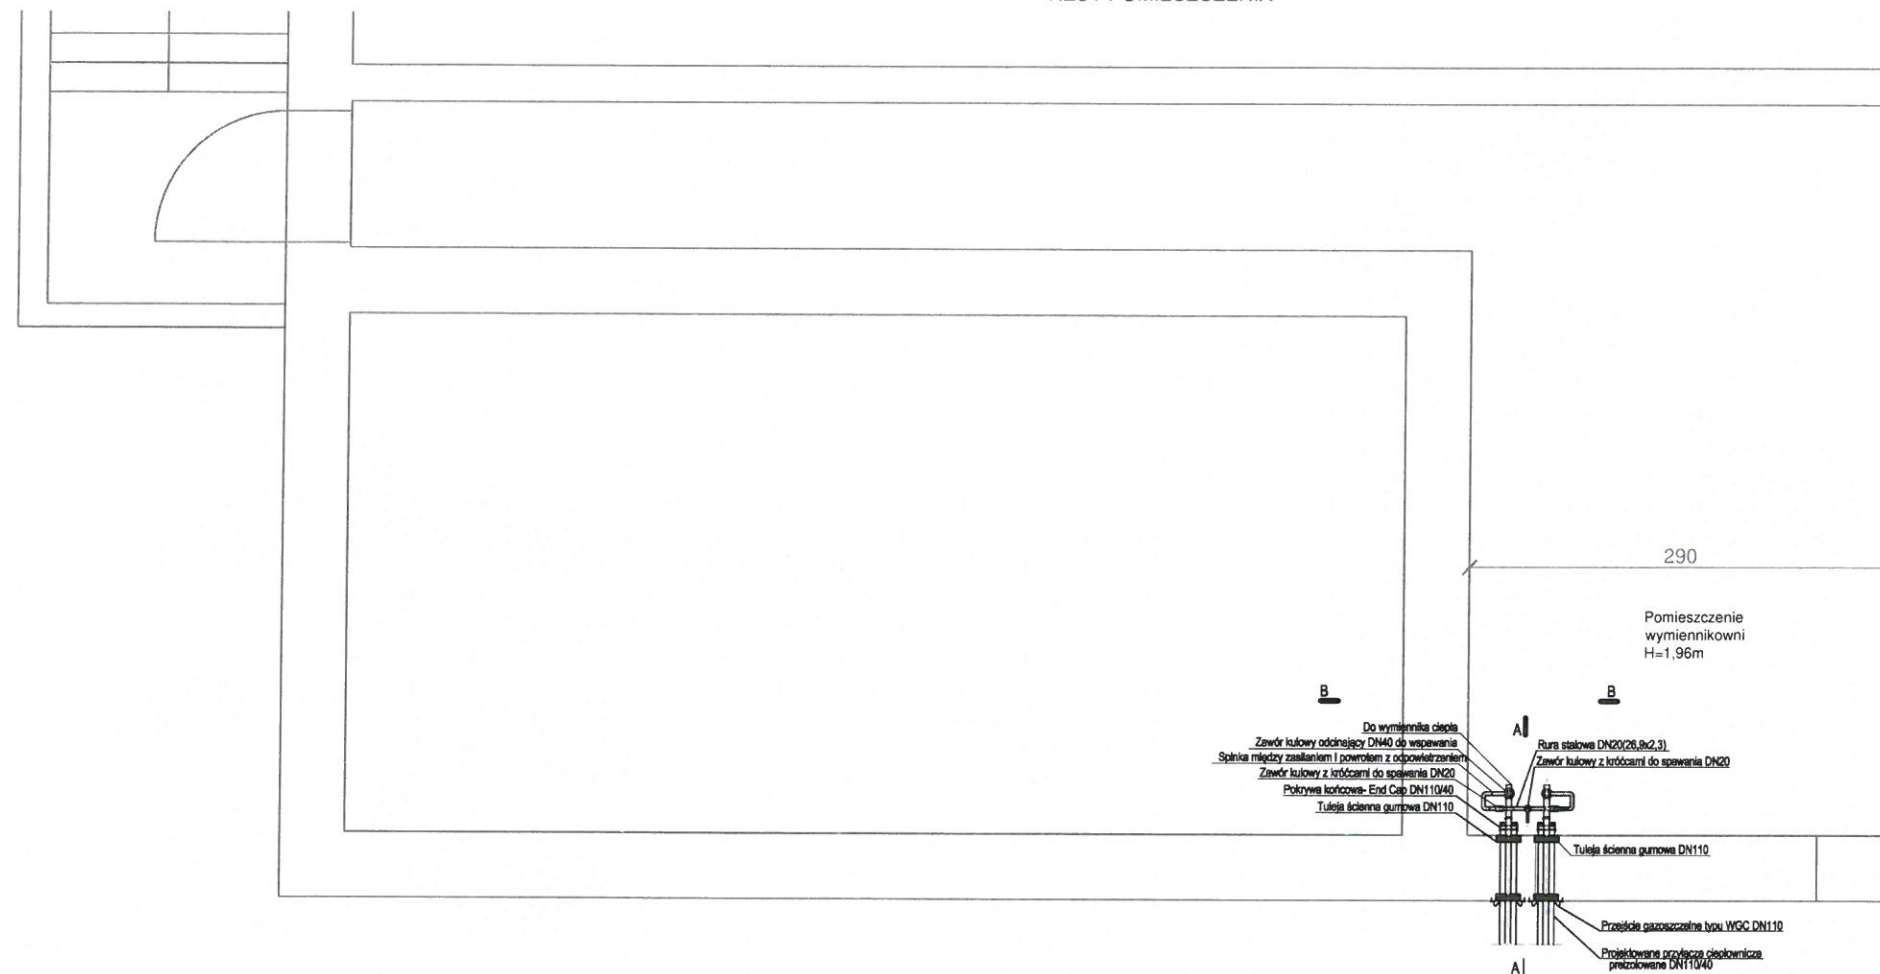 290
Pomieszczenie
wymiennikowni
H=1,96m
B
B
A
Do wymiennika ciepła
Zawór kulowy odcinający DN40 do wspawania
Spinka między zasilaniem i powrotem z odpowietrzeniem
Zawór kulowy z króćcami do spawania DN20
Pokrywa końcowa- End Cap DN110/40
Tuleja ścienna gumowa DN110
Rura stalowa DN20(26,9x2,3)
Zawór kulowy z króćcami do spawania DN20
Tuleja ścienna gumowa DN110
Przejście gazoszczelne typu WGC DN110
Projektowane przyłącze ciepłownicze
preizolowane DN110/40
A